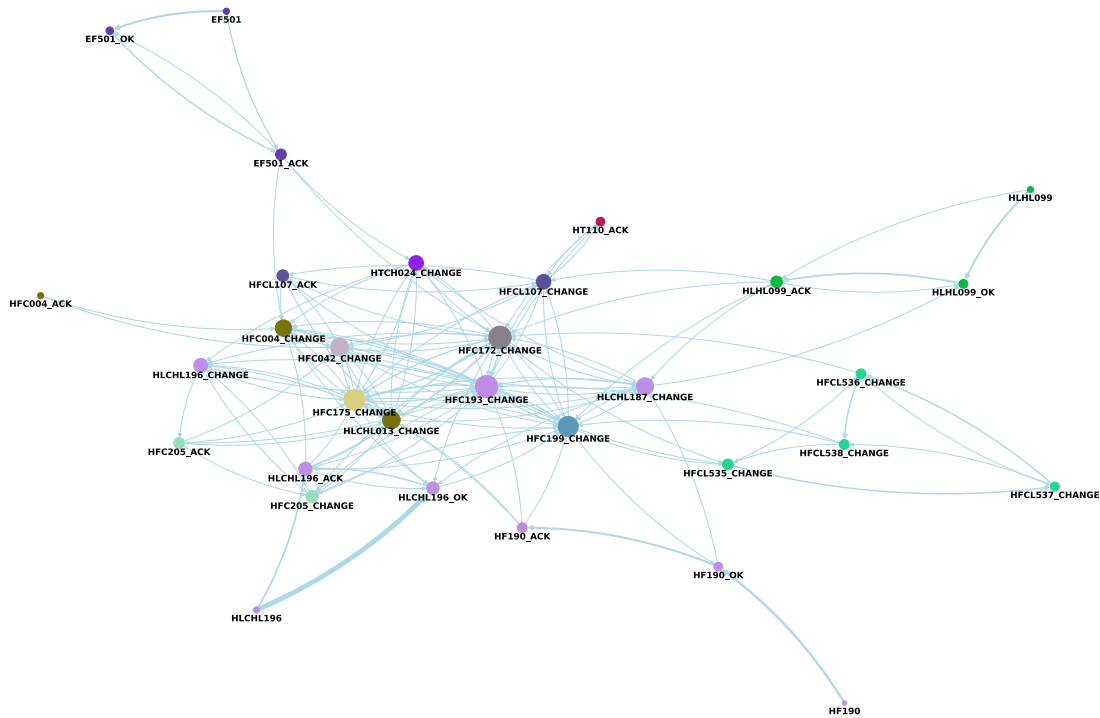 EF501
EF501_OK
EF501_ACK
HLHL099
HT110_ACK
HTCH024_CHANGE
HFCL107_ACK
HFCL107_CHANGE
HLHL099_ACK
HLHL099_OK
HFC004_ACK
HFC004_CHANGE
HFC172_CHANGE
HFC042_CHANGE
HLCHL196_CHANGE
HFCL536_CHANGE
HFC193_CHANGE
HLCHL187_CHANGE
HFC175_CHANGE
HLCHL013_CHANGE
HFC199_CHANGE
HFC205_ACK
HFCL538_CHANGE
HFCL535_CHANGE
HLCHL196_ACK
HFCL537_CHANGE
HLCHL196_OK
HFC205_CHANGE
HF190_ACK
HF190_OK
HLCHL196
HF190